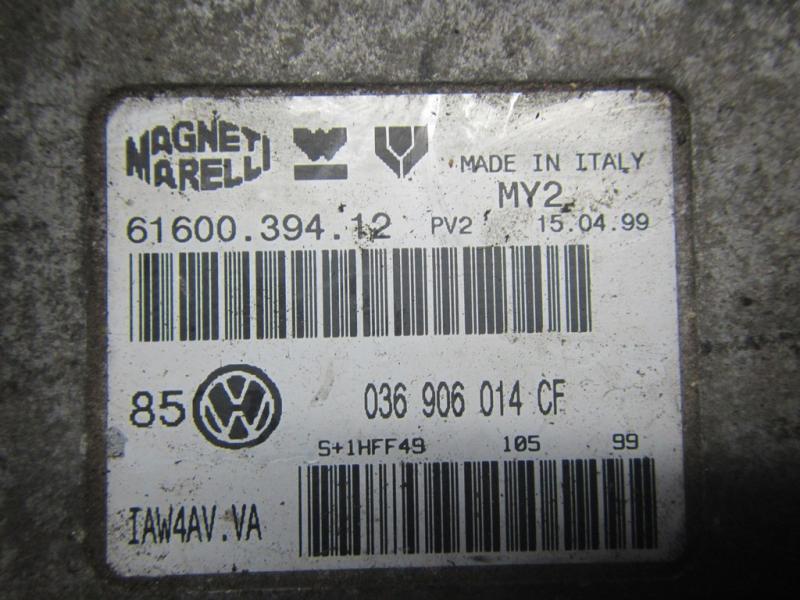 MAGNETI
MARELLI
MADE IN ITALY
MY2
61600.394.12 PV2 15.04.99
85 VW 036 906 014 CF
S+1HFF49 105 99
IAW4AV.VA